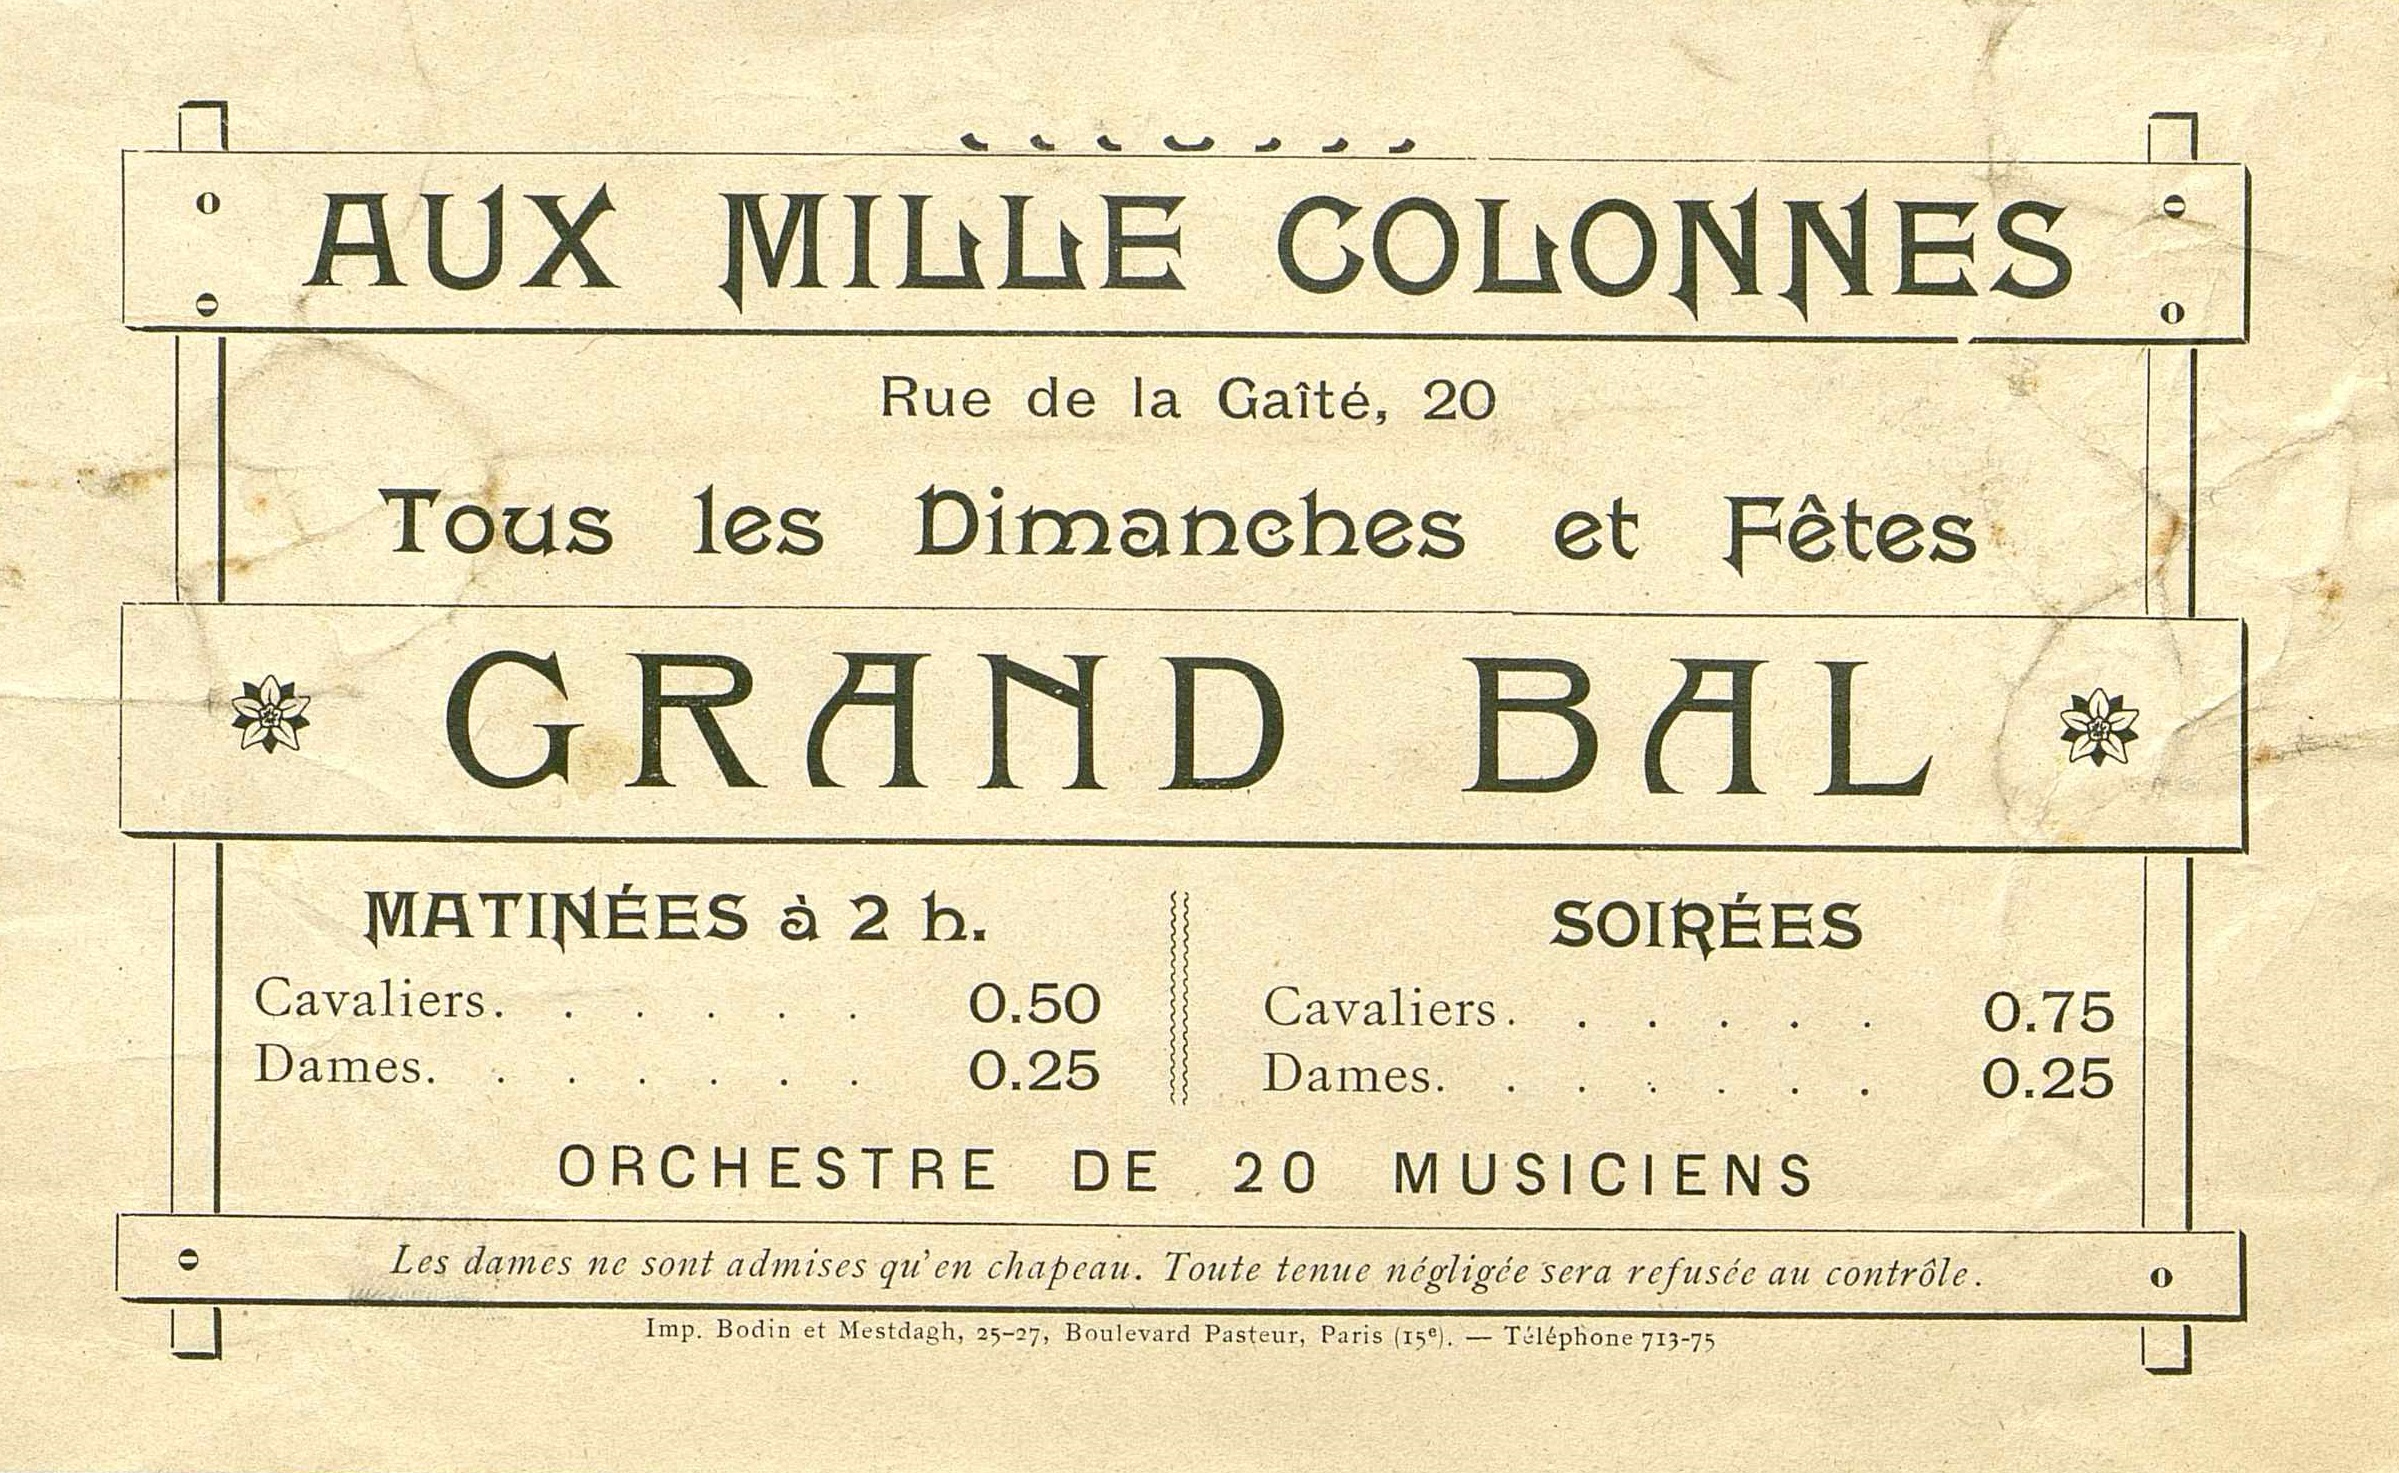 AUX MILLE COLONNES
Rue de la Gaîté, 20
Tous les Dimanches et Fêtes
GRAND BAL
MATINÉES à 2 h.
Cavaliers. . . . . . 0.50
Dames. . . . . . . 0.25
SOIRÉES
Cavaliers. . . . . . 0.75
Dames. . . . . . . 0.25
ORCHESTRE DE 20 MUSICIENS
Les dames ne sont admises qu'en chapeau. Toute tenue négligée sera refusée au contrôle.
Imp. Bodin et Mestdagh, 25-27, Boulevard Pasteur, Paris (15e). — Téléphone 713-75